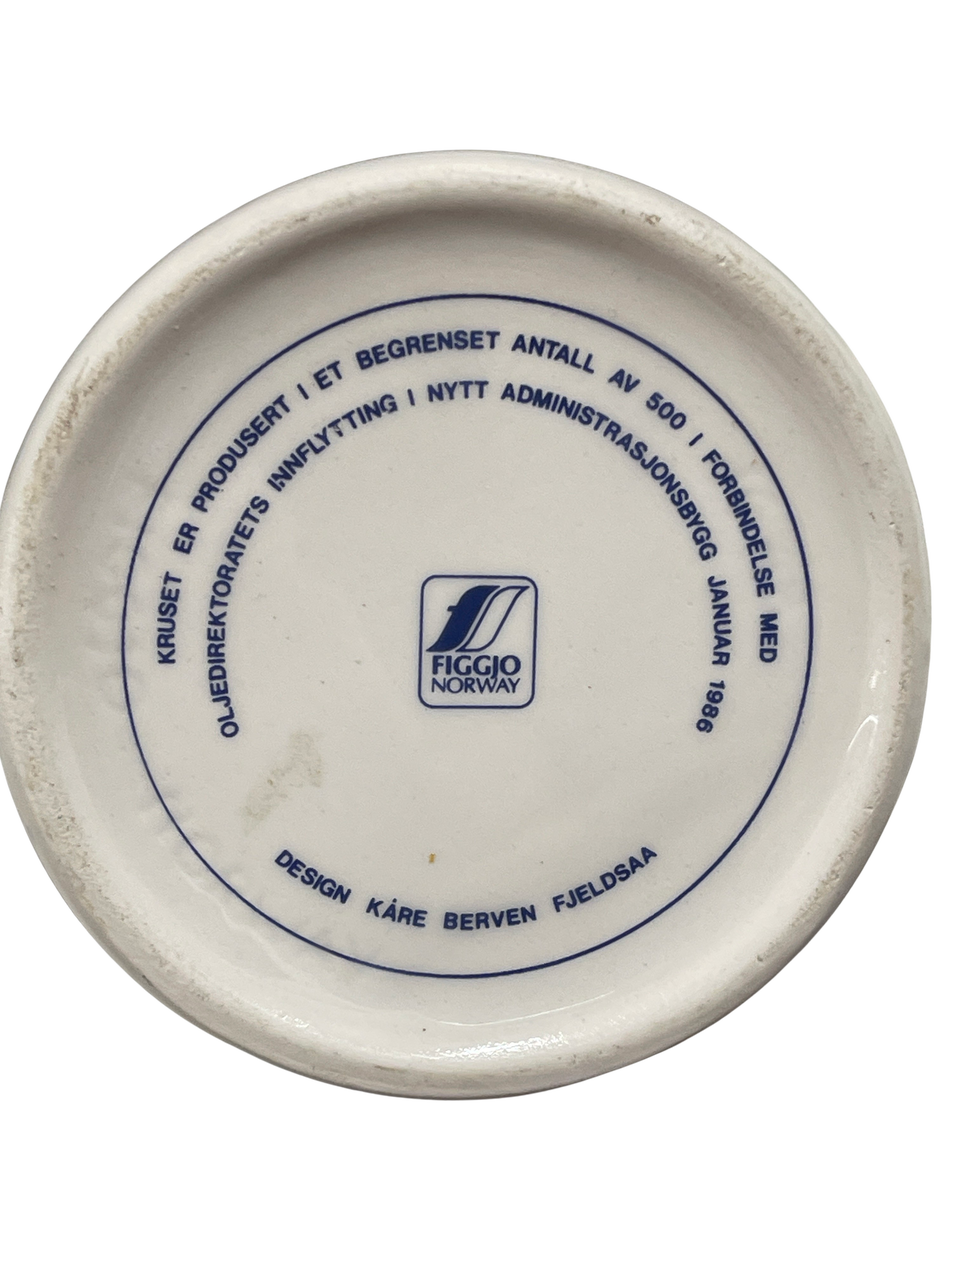 KRUSET ER PRODUSERT I ET BEGRENSET ANTALL AV 500 I FORBINDELSE MED
OLJEDIREKTORATETS INNFLYTTING I NYTT ADMINISTRASJONSBYGG JANUAR 1986
FIGGJO
NORWAY
DESIGN KÅRE BERVEN FJELDSAA